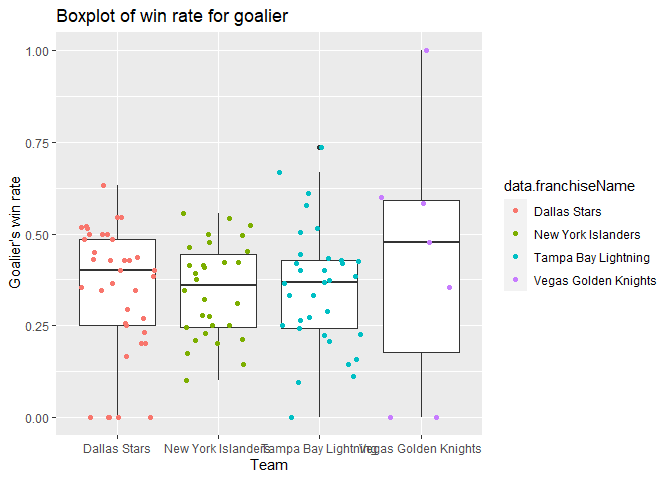 Boxplot of win rate for goalier
1.00
0.75
0.50
0.25
0.00
Goalier's win rate
Dallas Stars
New York Islanders
Tampa Bay Lightning
Vegas Golden Knights
Team
data.franchiseName
Dallas Stars
New York Islanders
Tampa Bay Lightning
Vegas Golden Knights